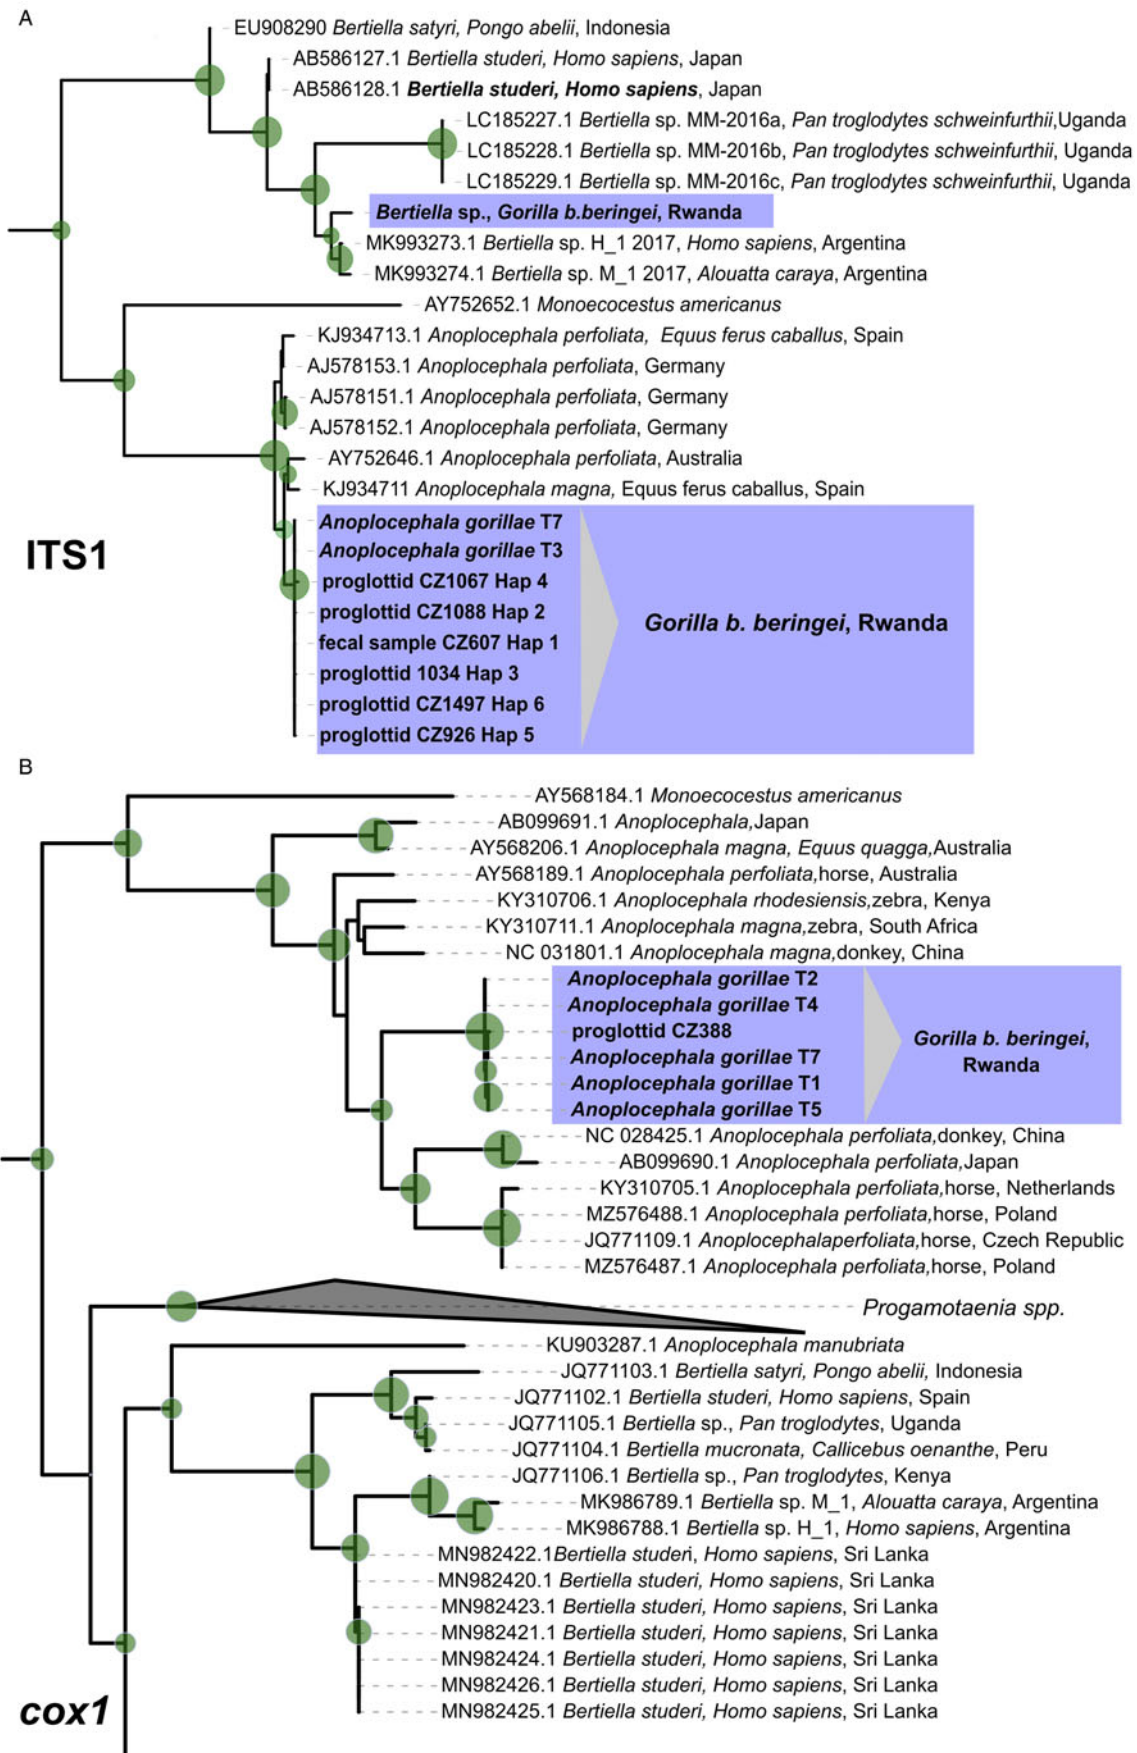 A
EU908290 Bertiella satyri, Pongo abelii, Indonesia
AB586127.1 Bertiella studeri, Homo sapiens, Japan
AB586128.1 Bertiella studeri, Homo sapiens, Japan
LC185227.1 Bertiella sp. MM-2016a, Pan troglodytes schweinfurthii,Uganda
LC185228.1 Bertiella sp. MM-2016b, Pan troglodytes schweinfurthii, Uganda
LC185229.1 Bertiella sp. MM-2016c, Pan troglodytes schweinfurthii, Uganda
Bertiella sp., Gorilla b.beringei, Rwanda
MK993273.1 Bertiella sp. H_1 2017, Homo sapiens, Argentina
MK993274.1 Bertiella sp. M_1 2017, Alouatta caraya, Argentina
AY752652.1 Monoecocestus americanus
KJ934713.1 Anoplocephala perfoliata, Equus ferus caballus, Spain
AJ578153.1 Anoplocephala perfoliata, Germany
AJ578151.1 Anoplocephala perfoliata, Germany
AJ578152.1 Anoplocephala perfoliata, Germany
AY752646.1 Anoplocephala perfoliata, Australia
KJ934711 Anoplocephala magna, Equus ferus caballus, Spain
ITS1
Anoplocephala gorillae T7
Anoplocephala gorillae T3
proglottid CZ1067 Hap 4
proglottid CZ1088 Hap 2
fecal sample CZ607 Hap 1
proglottid 1034 Hap 3
proglottid CZ1497 Hap 6
proglottid CZ926 Hap 5
Gorilla b. beringei, Rwanda
B
AY568184.1 Monoecocestus americanus
AB099691.1 Anoplocephala,Japan
AY568206.1 Anoplocephala magna, Equus quagga,Australia
AY568189.1 Anoplocephala perfoliata,horse, Australia
KY310706.1 Anoplocephala rhodesiensis,zebra, Kenya
KY310711.1 Anoplocephala magna,zebra, South Africa
NC 031801.1 Anoplocephala magna,donkey, China
Anoplocephala gorillae T2
Anoplocephala gorillae T4
proglottid CZ388
Anoplocephala gorillae T7
Anoplocephala gorillae T1
Anoplocephala gorillae T5
Gorilla b. beringei,
Rwanda
NC 028425.1 Anoplocephala perfoliata,donkey, China
AB099690.1 Anoplocephala perfoliata,Japan
KY310705.1 Anoplocephala perfoliata,horse, Netherlands
MZ576488.1 Anoplocephala perfoliata,horse, Poland
JQ771109.1 Anoplocephalaperfoliata,horse, Czech Republic
MZ576487.1 Anoplocephala perfoliata,horse, Poland
Progamotaenia spp.
KU903287.1 Anoplocephala manubriata
JQ771103.1 Bertiella satyri, Pongo abelii, Indonesia
JQ771102.1 Bertiella studeri, Homo sapiens, Spain
JQ771105.1 Bertiella sp., Pan troglodytes, Uganda
JQ771104.1 Bertiella mucronata, Callicebus oenanthe, Peru
JQ771106.1 Bertiella sp., Pan troglodytes, Kenya
MK986789.1 Bertiella sp. M_1, Alouatta caraya, Argentina
MK986788.1 Bertiella sp. H_1, Homo sapiens, Argentina
MN982422.1Bertiella studeri, Homo sapiens, Sri Lanka
MN982420.1 Bertiella studeri, Homo sapiens, Sri Lanka
MN982423.1 Bertiella studeri, Homo sapiens, Sri Lanka
MN982421.1 Bertiella studeri, Homo sapiens, Sri Lanka
MN982424.1 Bertiella studeri, Homo sapiens, Sri Lanka
MN982426.1 Bertiella studeri, Homo sapiens, Sri Lanka
MN982425.1 Bertiella studeri, Homo sapiens, Sri Lanka
cox1